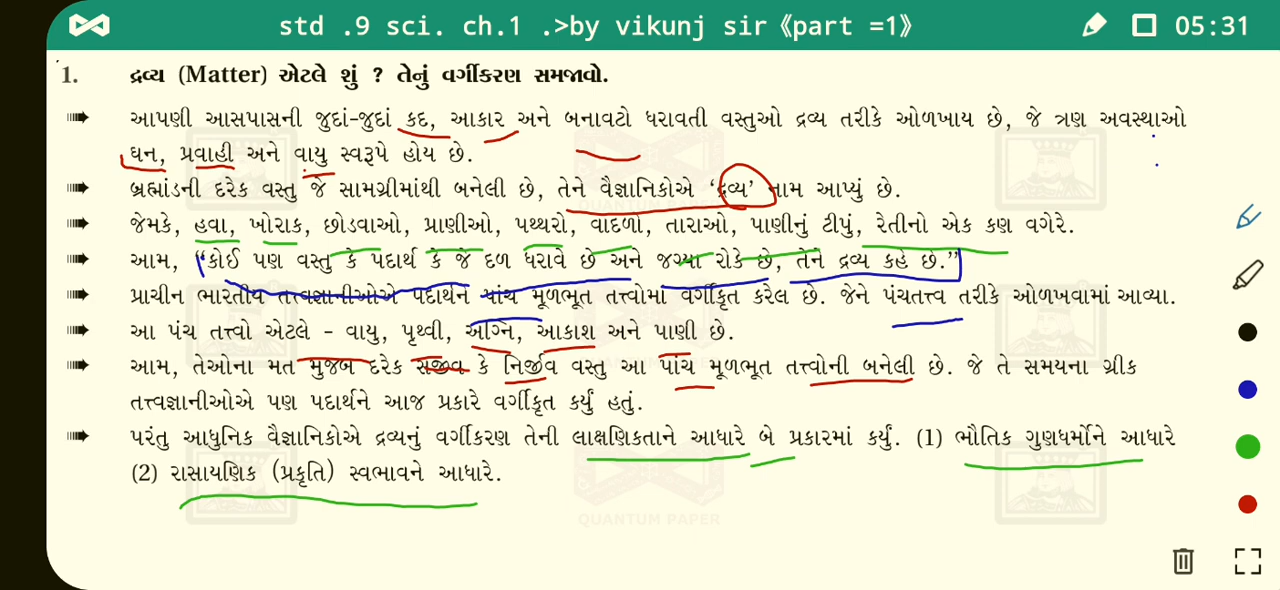 std .9 sci. ch.1 .>by vikunj sir《part =1》 05:31
1. દ્રવ્ય (Matter) એટલે શું ? તેનું વર્ગીકરણ સમજાવો.
આપણી આસપાસની જુદાં-જુદાં કદ, આકાર અને બનાવટો ધરાવતી વસ્તુઓ દ્રવ્ય તરીકે ઓળખાય છે, જે ત્રણ અવસ્થાઓ
ઘન, પ્રવાહી અને વાયુ સ્વરૂપે હોય છે.
બ્રહ્માંડની દરેક વસ્તુ જે સામગ્રીમાંથી બનેલી છે, તેને વૈજ્ઞાનિકોએ ‘દ્રવ્ય’ નામ આપ્યું છે.
જેમકે, હવા, ખોરાક, છોડવાઓ, પ્રાણીઓ, પથ્થરો, વાદળો, તારાઓ, પાણીનું ટીપું, રેતીનો એક કણ વગેરે.
આમ, “કોઈ પણ વસ્તુ કે પદાર્થ કે જે દળ ધરાવે છે અને જગ્યા રોકે છે, તેને દ્રવ્ય કહે છે.”
પ્રાચીન ભારતીય તત્ત્વજ્ઞાનીઓએ પદાર્થને પાંચ મૂળભૂત તત્ત્વોમાં વર્ગીકૃત કરેલ છે. જેને પંચતત્ત્વ તરીકે ઓળખવામાં આવ્યા.
આ પંચ તત્ત્વો એટલે - વાયુ, પૃથ્વી, અગ્નિ, આકાશ અને પાણી છે.
આમ, તેઓના મત મુજબ દરેક સજીવ કે નિર્જીવ વસ્તુ આ પાંચ મૂળભૂત તત્ત્વોની બનેલી છે. જે તે સમયના ગ્રીક
તત્ત્વજ્ઞાનીઓએ પણ પદાર્થને આજ પ્રકારે વર્ગીકૃત કર્યું હતું.
પરંતુ આધુનિક વૈજ્ઞાનિકોએ દ્રવ્યનું વર્ગીકરણ તેની લાક્ષણિકતાને આધારે બે પ્રકારમાં કર્યું. (1) ભૌતિક ગુણધર્મોને આધારે
(2) રાસાયણિક (પ્રકૃતિ) સ્વભાવને આધારે.
QUANTUM PAPER